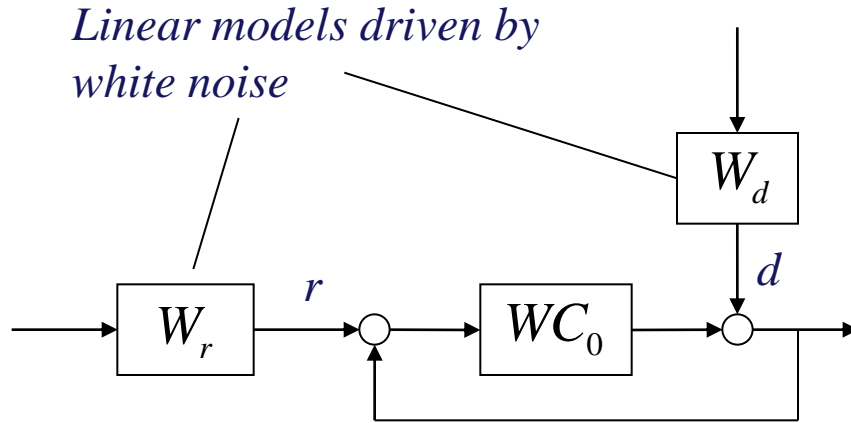 Linear models driven by
white noise
W_d
d
r
W_r
WC_0